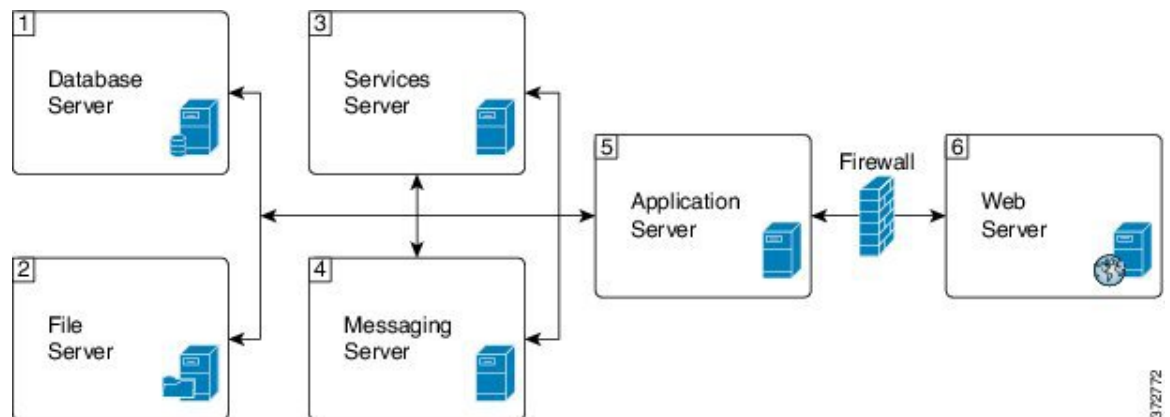 1
Database
Server
3
Services
Server
5
Application
Server
Firewall
6
Web
Server
2
File
Server
4
Messaging
Server
372772